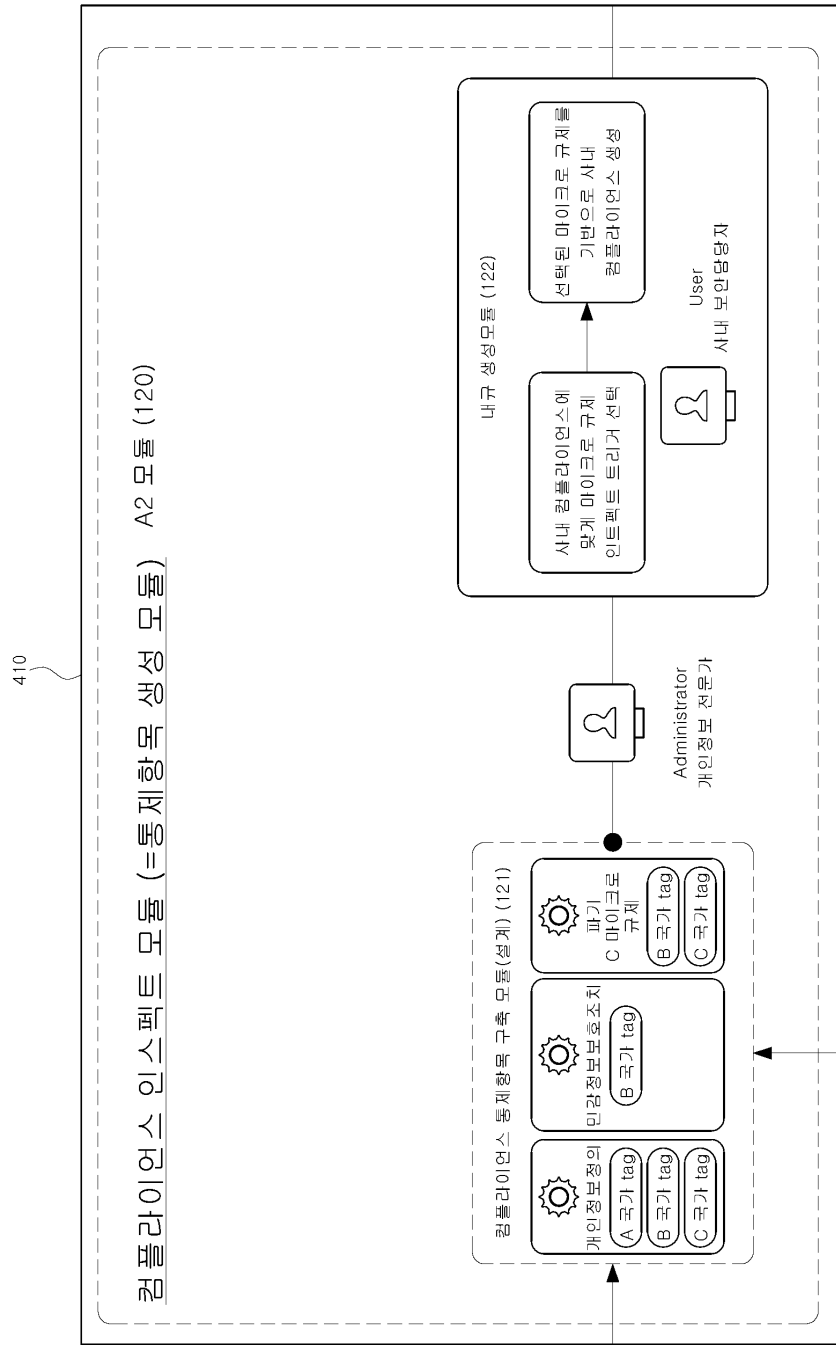 410
컴플라이언스 인스펙트 모듈 (=통제항목 생성 모듈) A2 모듈 (120)
컴플라이언스 통제항목 구축 모듈(설계) (121)
개인정보정의
A 국가 tag
B 국가 tag
C 국가 tag
민감정보보호조치
B 국가 tag
파기
C 마이크로
규제
B 국가 tag
C 국가 tag
Administrator
개인정보 전문가
내규 생성모듈 (122)
사내 컴플라이언스에
맞게 마이크로 규제
인트펙트 트리거 선택
선택된 마이크로 규제를
기반으로 사내
컴플라이언스 생성
User
사내 보안담당자